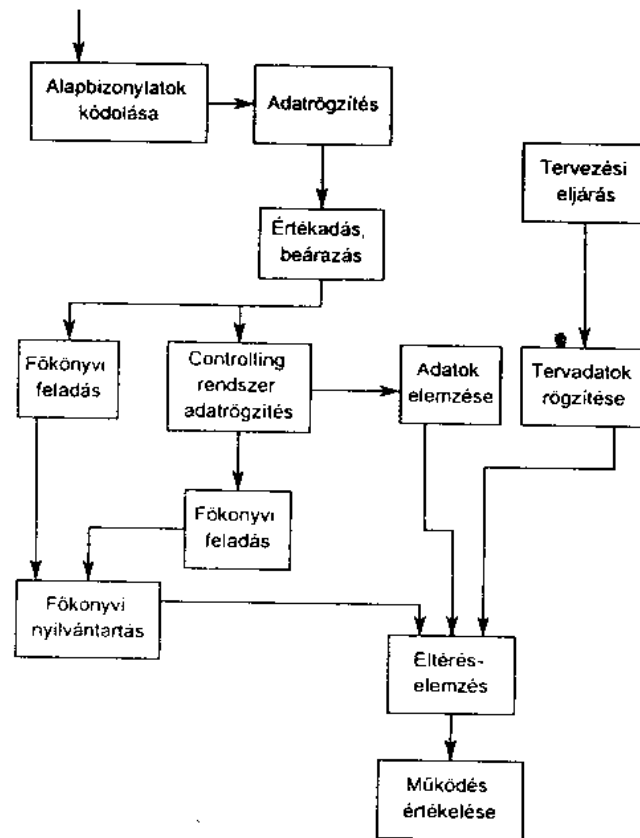 Alapbizonylatok
kódolása
Adatrögzítés
Tervezési
eljárás
Értékadás,
beárazás
Főkönyvi
feladás
Controlling
rendszer
adatrögzítés
Adatok
elemzése
Tervadatok
rögzítése
Főkönyvi
feladás
Főkönyvi
nyilvántartás
Eltérés-
elemzés
Működés
értékelése